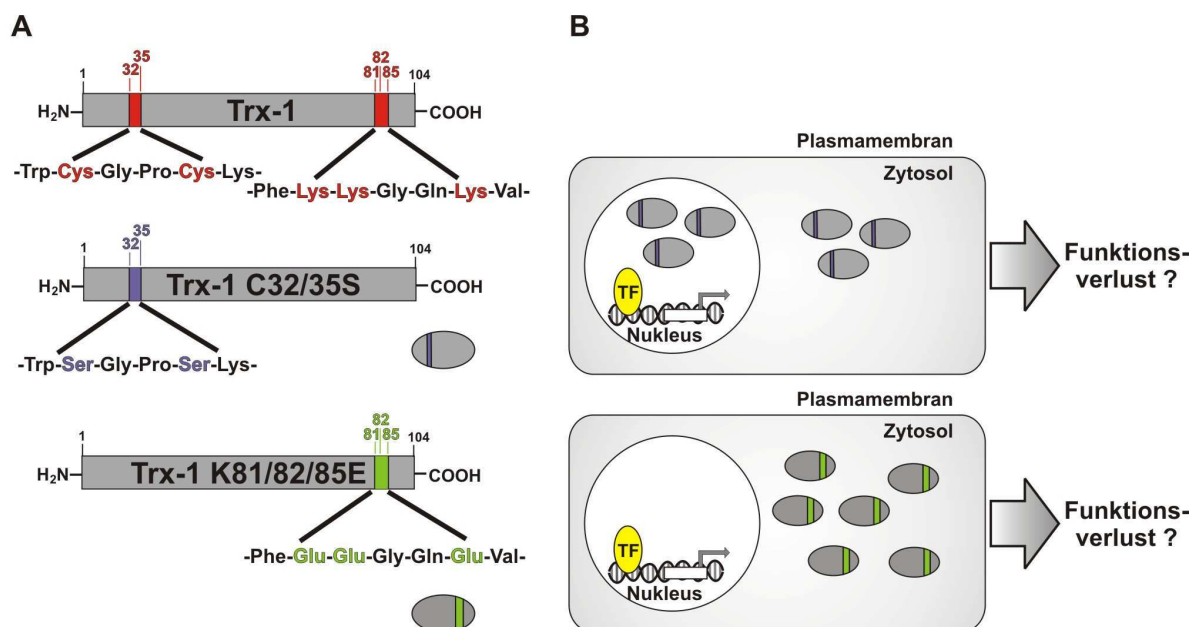 A
35
32
82
81 85
1
104
H₂N
Trx-1
COOH
-Trp-Cys-Gly-Pro-Cys-Lys-
-Phe-Lys-Lys-Gly-Gln-Lys-Val-
35
32
1
104
H₂N
Trx-1 C32/35S
COOH
-Trp-Ser-Gly-Pro-Ser-Lys-
82
81 85
1
104
H₂N
Trx-1 K81/82/85E
COOH
-Phe-Glu-Glu-Gly-Gln-Glu-Val-
B
Plasmamembran
Zytosol
TF
Nukleus
Funktions-
verlust ?
Plasmamembran
Zytosol
TF
Nukleus
Funktions-
verlust ?